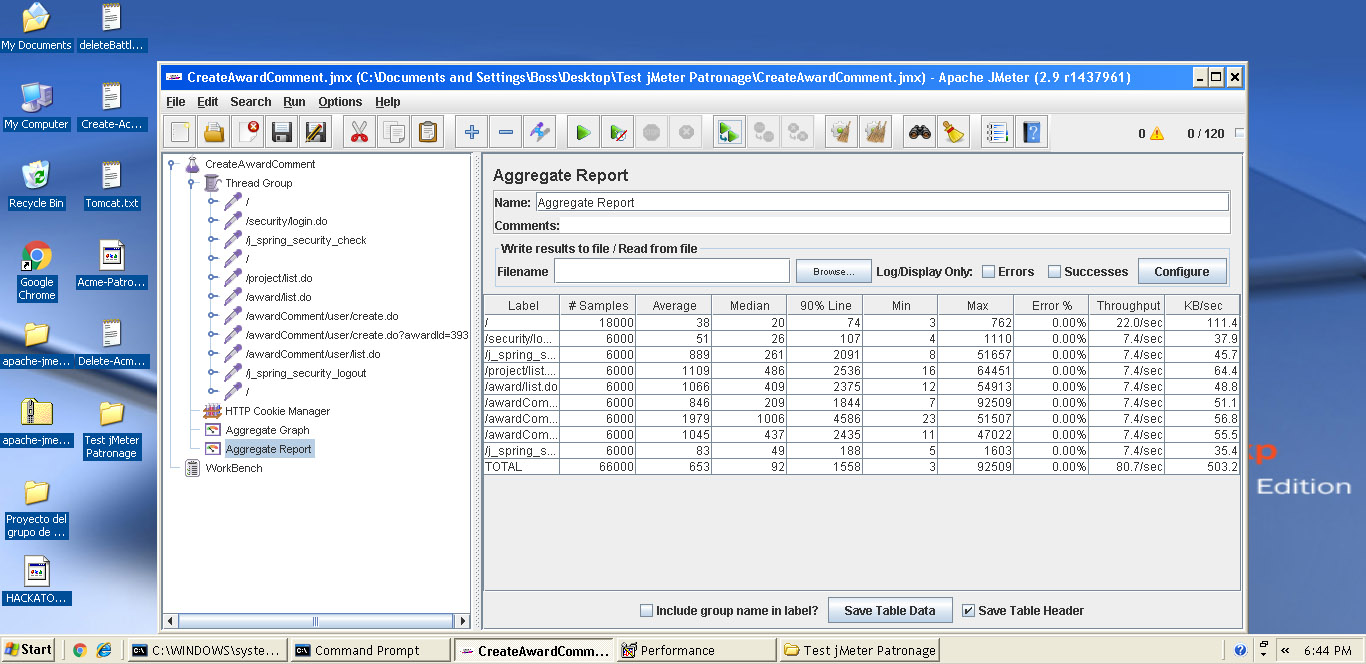 My Documents
deleteBattl...
My Computer
Create-Ac...
Recycle Bin
Tomcat.txt
Google
Chrome
Acme-Patro...
apache-jme...
Delete-Acm...
apache-jme...
Test jMeter
Patronage
Proyecto del
grupo de ...
HACKATO...
CreateAwardComment.jmx (C:\Documents and Settings\Boss\Desktop\Test jMeter Patronage\CreateAwardComment.jmx) - Apache JMeter (2.9 r1437961)
File Edit Search Run Options Help
0 0 / 120
CreateAwardComment
Thread Group
/
/security/login.do
/j_spring_security_check
/
/project/list.do
/award/list.do
/awardComment/user/create.do
/awardComment/user/create.do?awardId=393
/awardComment/user/list.do
/j_spring_security_logout
/
HTTP Cookie Manager
Aggregate Graph
Aggregate Report
WorkBench
Aggregate Report
Name: Aggregate Report
Comments:
Write results to file / Read from file
Filename Browse... Log/Display Only: Errors Successes Configure
Label # Samples Average Median 90% Line Min Max Error % Throughput KB/sec
/ 18000 38 20 74 3 762 0.00% 22.0/sec 111.4
/security/lo... 6000 51 26 107 4 1110 0.00% 7.4/sec 37.9
/j_spring_s... 6000 889 261 2091 8 51657 0.00% 7.4/sec 45.7
/project/list.... 6000 1109 486 2536 16 64451 0.00% 7.4/sec 64.4
/award/list.do 6000 1066 409 2375 12 54913 0.00% 7.4/sec 48.8
/awardCom... 6000 846 209 1844 7 92509 0.00% 7.4/sec 51.1
/awardCom... 6000 1979 1006 4586 23 51507 0.00% 7.4/sec 56.8
/awardCom... 6000 1045 437 2435 11 47022 0.00% 7.4/sec 55.5
/j_spring_s... 6000 83 49 188 5 1603 0.00% 7.4/sec 35.4
TOTAL 66000 653 92 1558 3 92509 0.00% 80.7/sec 503.2
Include group name in label? Save Table Data Save Table Header
xp
Edition
Start C:\WINDOWS\syste... Command Prompt CreateAwardComm... Performance Test jMeter Patronage « 6:44 PM